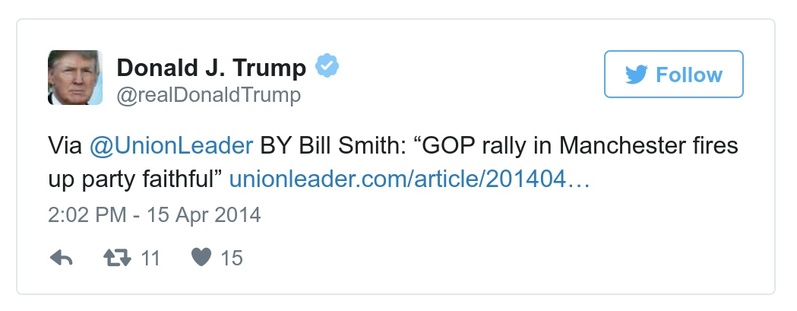 Donald J. Trump
@realDonaldTrump
Follow
Via @UnionLeader BY Bill Smith: “GOP rally in Manchester fires
up party faithful” unionleader.com/article/201404…
2:02 PM - 15 Apr 2014
11 15